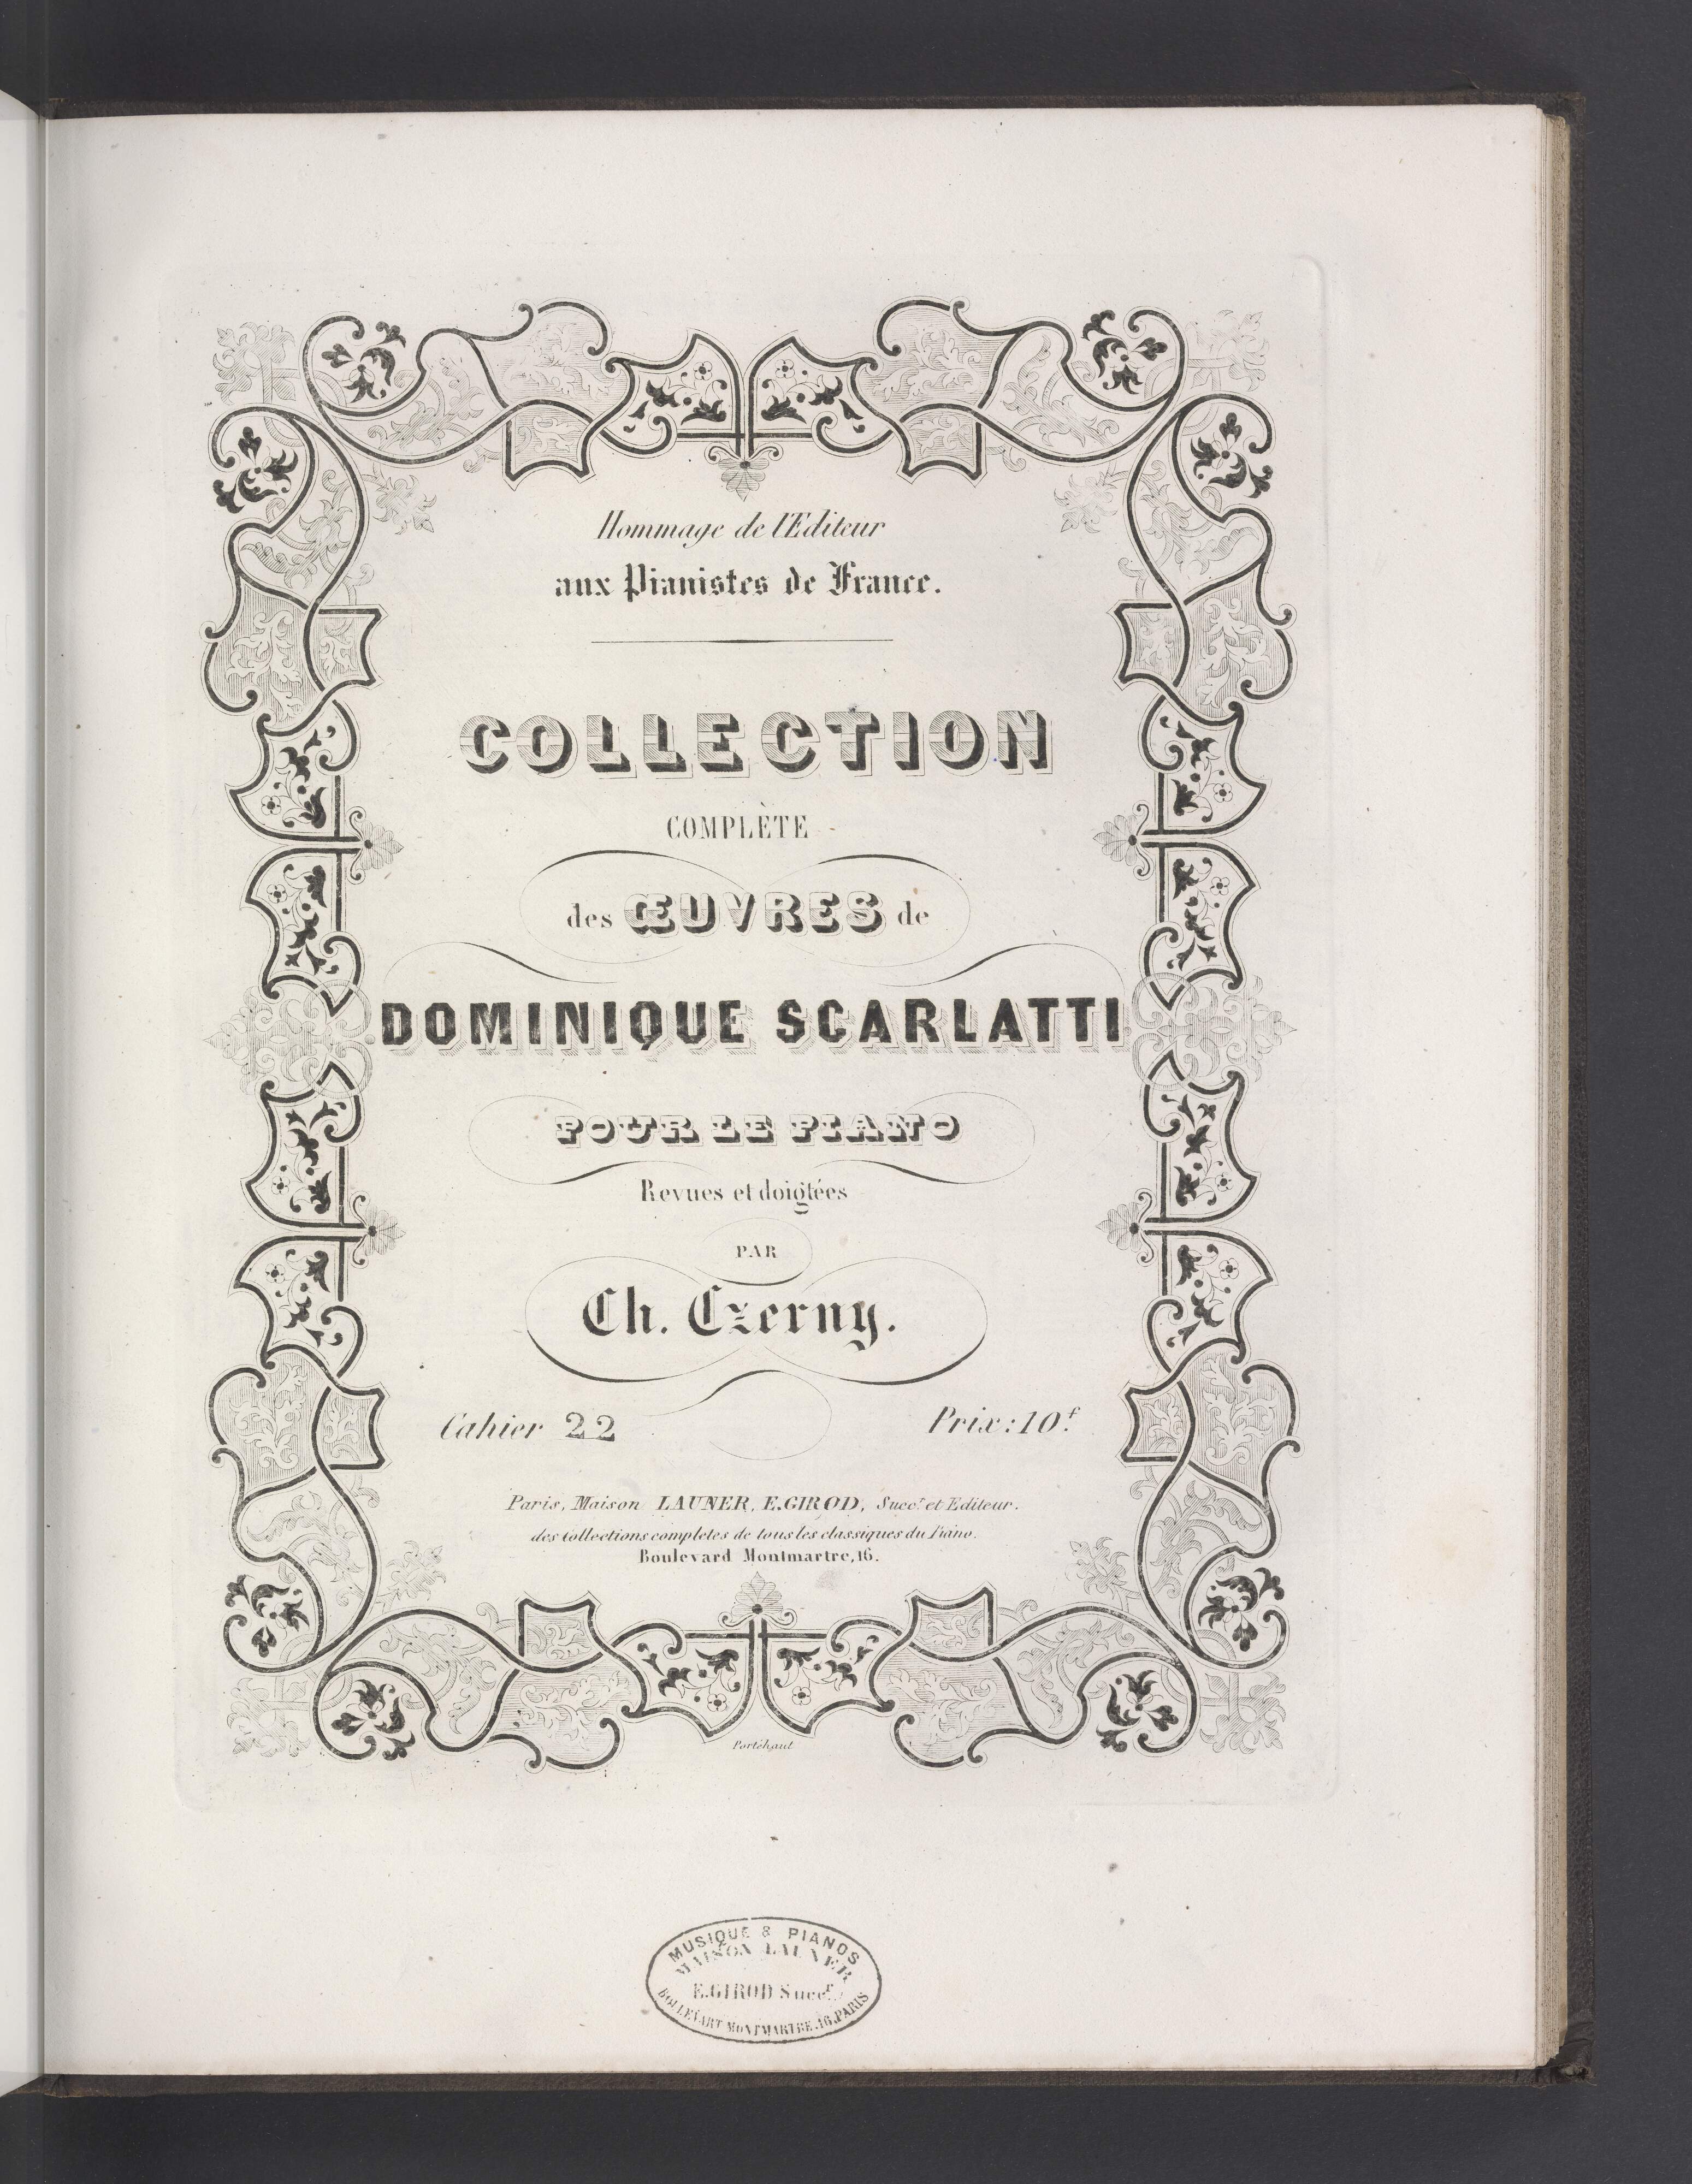 Hommage de l'Editeur
aux Pianistes de France.
COLLECTION
COMPLÈTE
des ŒUVRES de
DOMINIQUE SCARLATTI
POUR LE PIANO
Revues et doigtées
PAR
Ch. Czerny.
Cahier 22 Prix: 10f.
Paris, Maison LAUNER, E. GIROD, Succr. et Editeur.
des Collections completes de tous les classiques du Piano.
Boulevard Montmartre, 16.
Portéhaut
MUSIQUE & PIANOS
MAISON LAUNER
E. GIROD Succr.
BOULEVART MONTMARTRE. 16. PARIS